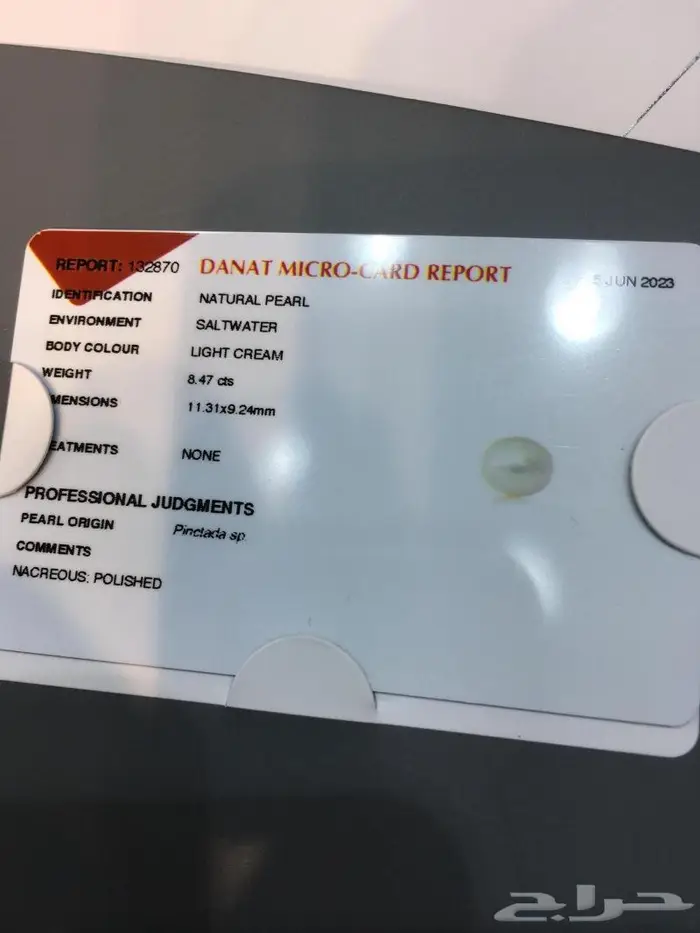 REPORT: 132870 DANAT MICRO-CARD REPORT 5 JUN 2023
IDENTIFICATION NATURAL PEARL
ENVIRONMENT SALTWATER
BODY COLOUR LIGHT CREAM
WEIGHT 8.47 cts
MENSIONS 11.31x9.24mm
EATMENTS NONE
PROFESSIONAL JUDGMENTS
PEARL ORIGIN Pinctada sp.
COMMENTS
NACREOUS: POLISHED
حراج